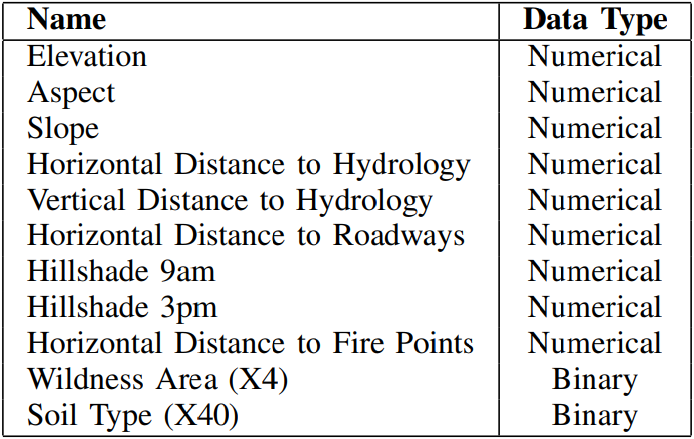 Name Data Type
Elevation Numerical
Aspect Numerical
Slope Numerical
Horizontal Distance to Hydrology Numerical
Vertical Distance to Hydrology Numerical
Horizontal Distance to Roadways Numerical
Hillshade 9am Numerical
Hillshade 3pm Numerical
Horizontal Distance to Fire Points Numerical
Wildness Area (X4) Binary
Soil Type (X40) Binary